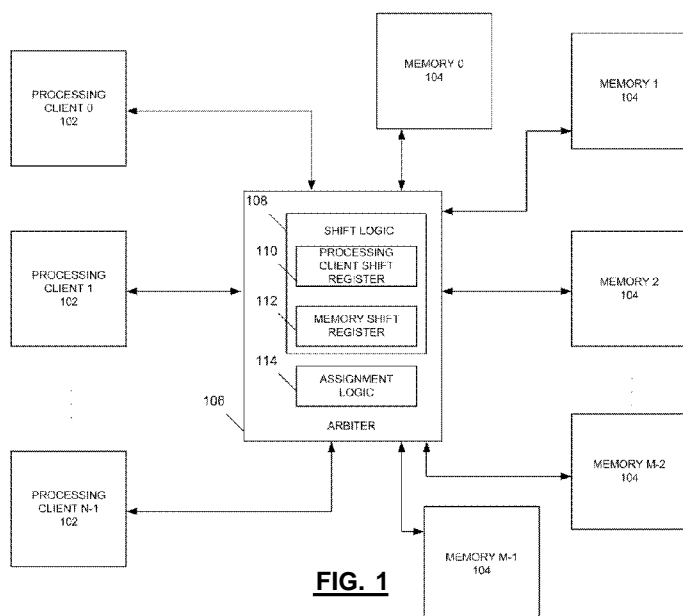 PROCESSING
CLIENT 0
102
MEMORY 0
104
MEMORY 1
104
108
SHIFT LOGIC
110
PROCESSING
CLIENT SHIFT
REGISTER
112
MEMORY SHIFT
REGISTER
114
ASSIGNMENT
LOGIC
106
ARBITER
PROCESSING
CLIENT 1
102
MEMORY 2
104
PROCESSING
CLIENT N-1
102
MEMORY M-2
104
MEMORY M-1
104
FIG. 1